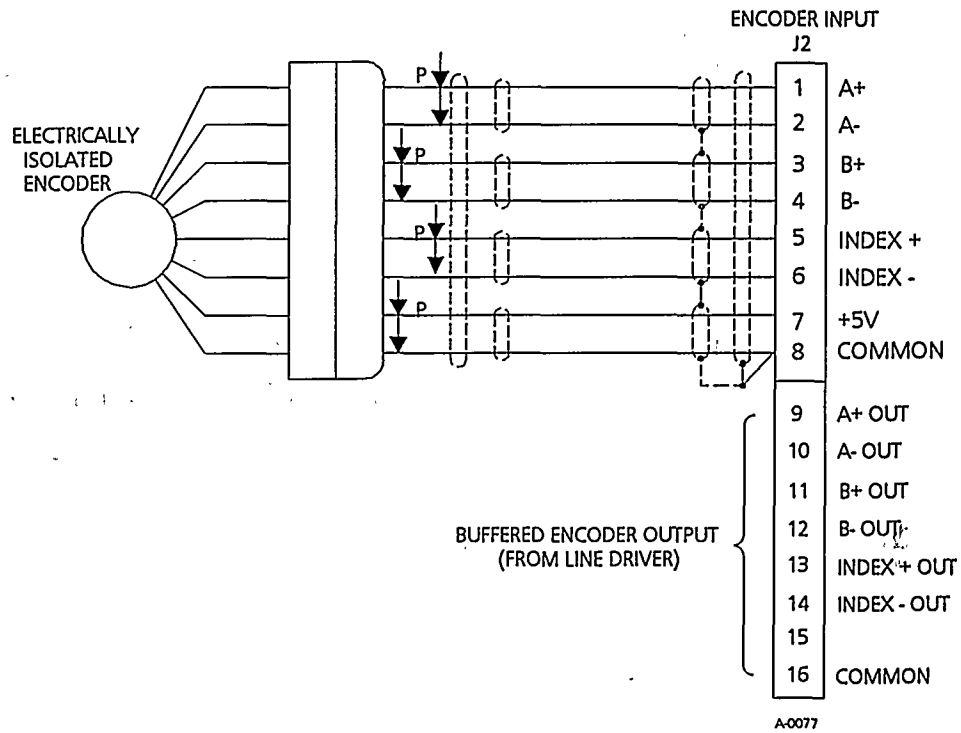 ENCODER INPUT
J2
ELECTRICALLY
ISOLATED
ENCODER
P
P
P
P
1 A+
2 A-
3 B+
4 B-
5 INDEX +
6 INDEX -
7 +5V
8 COMMON
9 A+ OUT
10 A- OUT
11 B+ OUT
12 B- OUT
13 INDEX + OUT
14 INDEX - OUT
15
16 COMMON
BUFFERED ENCODER OUTPUT
(FROM LINE DRIVER)
A-0077